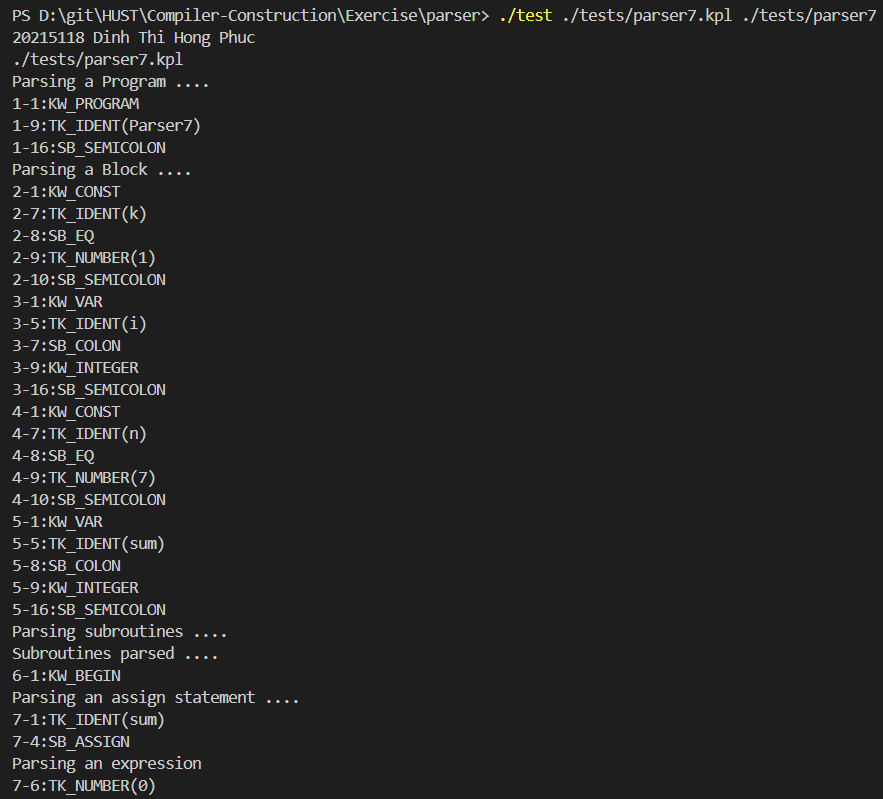 PS D:\git\HUST\Compiler-Construction\Exercise\parser> ./test ./tests/parser7.kpl ./tests/parser7
20215118 Dinh Thi Hong Phuc
./tests/parser7.kpl
Parsing a Program ....
1-1:KW_PROGRAM
1-9:TK_IDENT(Parser7)
1-16:SB_SEMICOLON
Parsing a Block ....
2-1:KW_CONST
2-7:TK_IDENT(k)
2-8:SB_EQ
2-9:TK_NUMBER(1)
2-10:SB_SEMICOLON
3-1:KW_VAR
3-5:TK_IDENT(i)
3-7:SB_COLON
3-9:KW_INTEGER
3-16:SB_SEMICOLON
4-1:KW_CONST
4-7:TK_IDENT(n)
4-8:SB_EQ
4-9:TK_NUMBER(7)
4-10:SB_SEMICOLON
5-1:KW_VAR
5-5:TK_IDENT(sum)
5-8:SB_COLON
5-9:KW_INTEGER
5-16:SB_SEMICOLON
Parsing subroutines ....
Subroutines parsed ....
6-1:KW_BEGIN
Parsing an assign statement ....
7-1:TK_IDENT(sum)
7-4:SB_ASSIGN
Parsing an expression
7-6:TK_NUMBER(0)